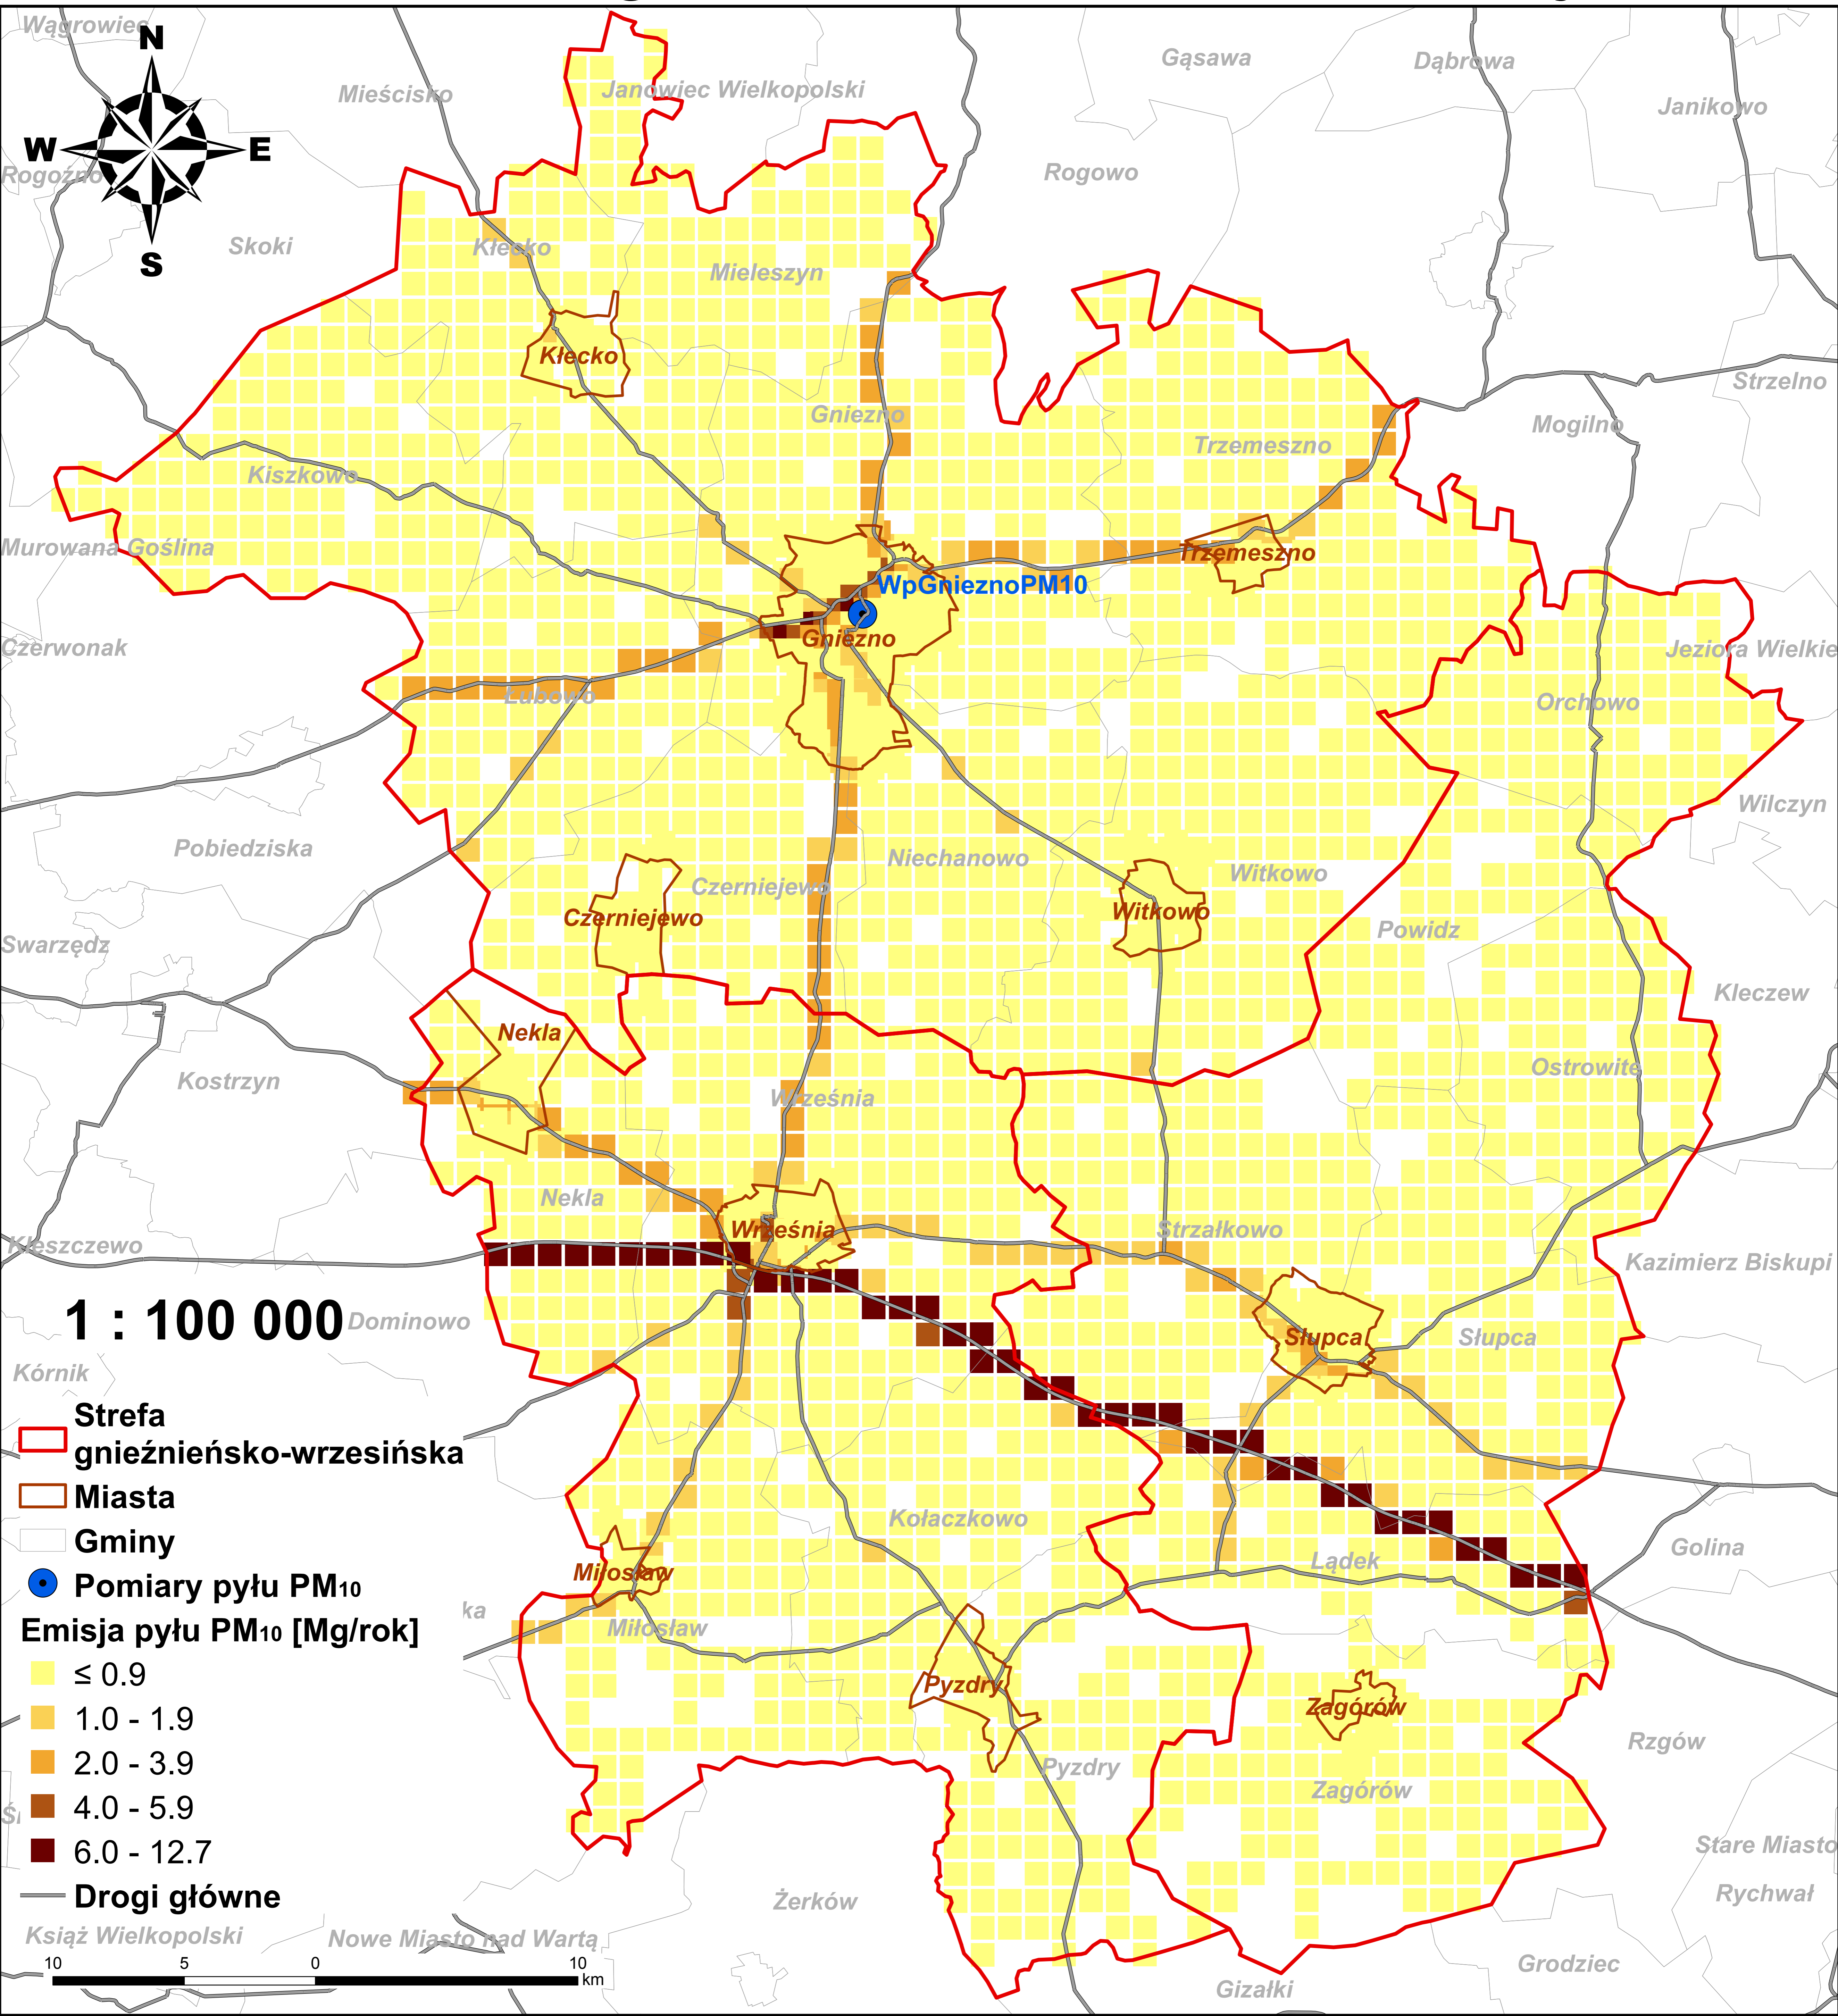 Wągrowiec
N
Gąsawa
Dąbrowa
Mieścisko
Janowiec Wielkopolski
Janikowo
W
E
Rogoźno
Rogowo
Skoki
Kłecko
S
Mieleszyn
Kłecko
Strzelno
Gniezno
Mogilno
Trzemeszno
Kiszkowo
Murowana Goślina
Trzemeszno
WpGnieznoPM10
Gniezno
Czerwonak
Jeziora Wielkie
Łubowo
Orchowo
Wilczyn
Pobiedziska
Niechanowo
Witkowo
Czerniejewo
Czerniejewo
Witkowo
Powidz
Swarzędz
Kleczew
Nekla
Ostrowite
Kostrzyn
Września
Nekla
Września
Strzałkowo
Kleszczewo
Kazimierz Biskupi
1 : 100 000
Dominowo
Słupca
Słupca
Kórnik
Strefa
gnieźnieńsko-wrzesińska
Miasta
Kołaczkowo
Gminy
Golina
Lądek
Miłosław
Pomiary pyłu PM10
ka
Miłosław
Emisja pyłu PM10 [Mg/rok]
≤ 0.9
Pyzdry
Zagórów
1.0 - 1.9
Rzgów
2.0 - 3.9
Pyzdry
Zagórów
4.0 - 5.9
6.0 - 12.7
Stare Miasto
Drogi główne
Żerków
Rychwał
Książ Wielkopolski
Nowe Miasto nad Wartą
10 5 0 10
km
Grodziec
Gizałki